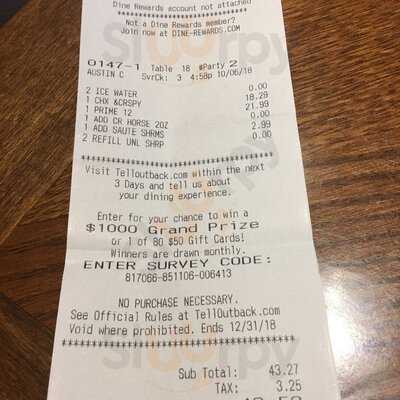 Dine Rewards account not attached
***********************************
Not a Dine Rewards member?
Join now at DINE-REWARDS.COM
0147-1 Table 18 #Party 2
AUSTIN C SvrCk: 3 4:58p 10/06/18
2 ICE WATER 0.00
1 CHX &CRSPY 18.29
1 PRIME 12 21.99
1 ADD CR HORSE 2OZ 0.00
1 ADD SAUTE SHRMS 2.99
2 REFILL UNL SHRP 0.00
***********************************
Visit Telloutback.com within the next
3 Days and tell us about
your dining experience.
Enter for your chance to win a
$1000 Grand Prize
or 1 of 80 $50 Gift Cards!
Winners are drawn monthly.
ENTER SURVEY CODE:
817066-851106-006413
NO PURCHASE NECESSARY.
See Official Rules at TellOutback.com
Void where prohibited. Ends 12/31/18
***********************************
Sub Total: 43.27
TAX: 3.25